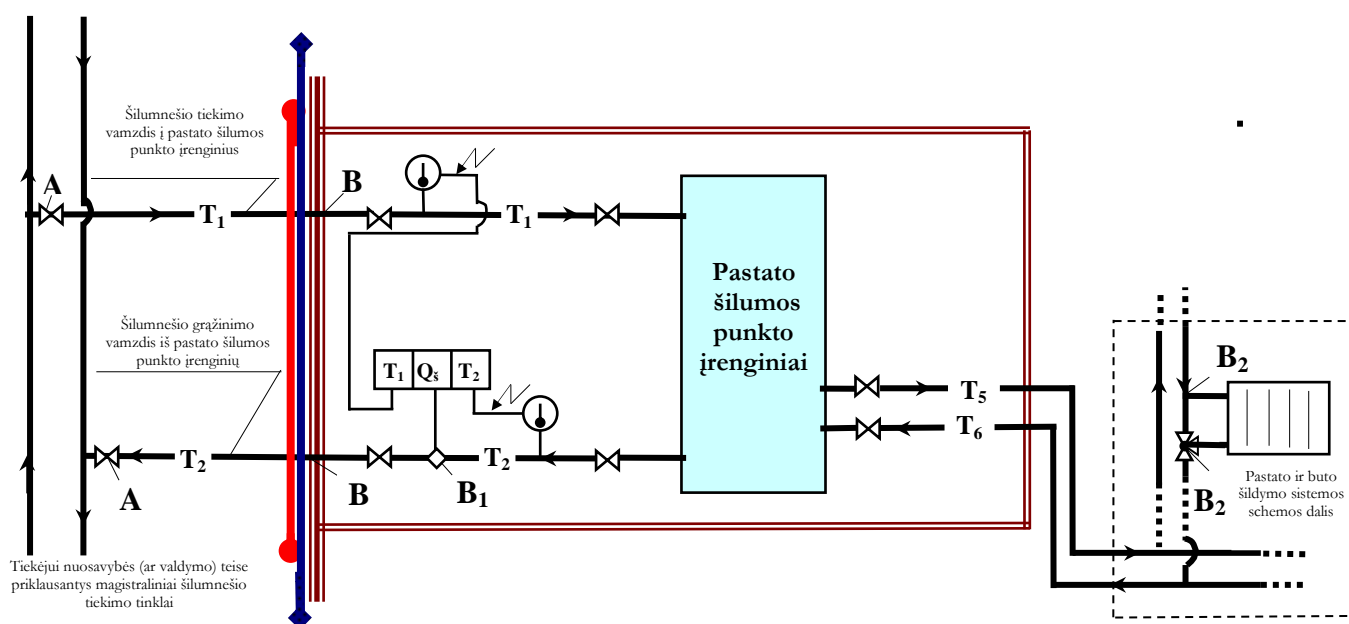 Šilumnešio tiekimo
vamzdis į pastato šilumos
punkto įrenginius
A
T₁
B
T₁
Pastato
šilumos
punkto
įrenginiai
Šilumnešio grąžinimo
vamzdis iš pastato šilumos
punkto įrenginių
T₁ Qš T₂
A
T₂
B
B₁
T₂
T₅
T₆
B₂
B₂
Pastato ir buto
šildymo sistemos
schemos dalis
Tiekėjui nuosavybės (ar valdymo) teise
priklausantys magistraliniai šilumnešio
tiekimo tinklai